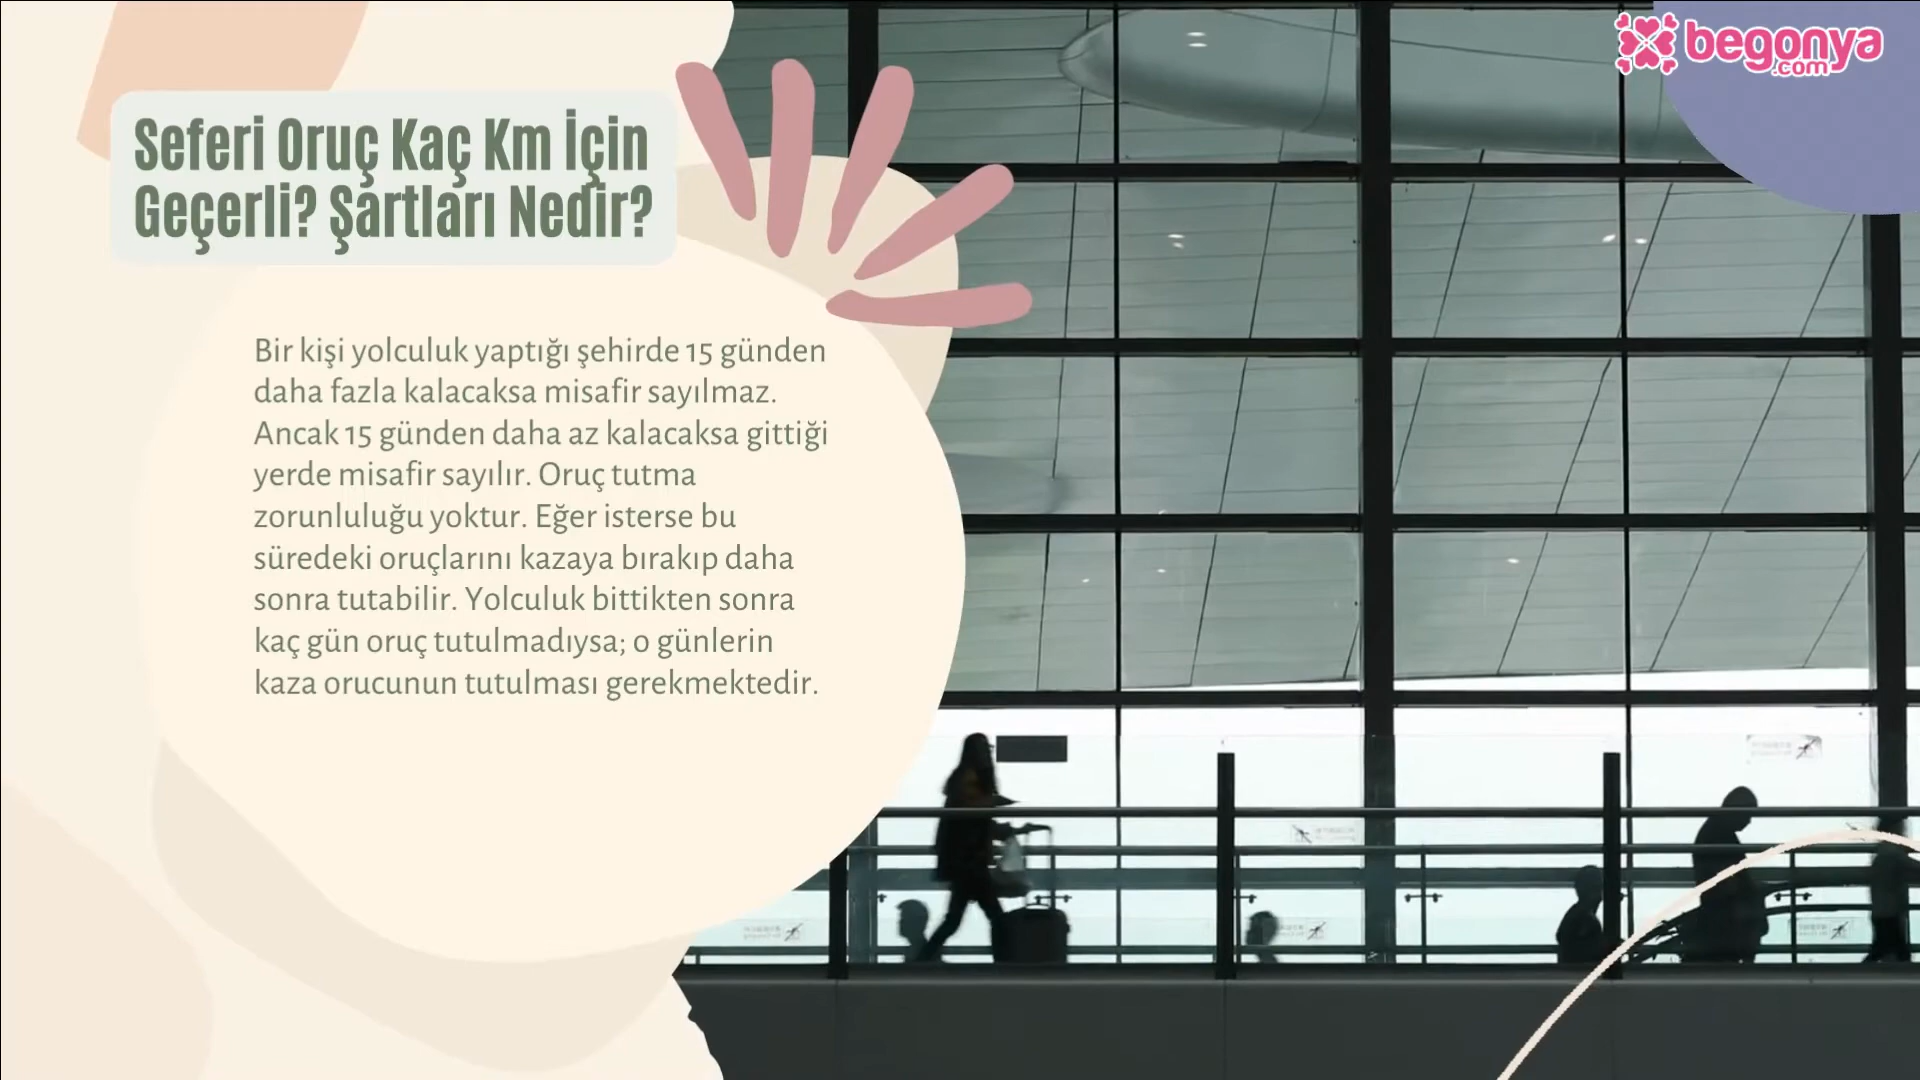 begonya
.com
Seferi Oruç Kaç Km İçin
Geçerli? Şartları Nedir?
Bir kişi yolculuk yaptığı şehirde 15 günden
daha fazla kalacaksa misafir sayılmaz.
Ancak 15 günden daha az kalacaksa gittiği
yerde misafir sayılır. Oruç tutma
zorunluluğu yoktur. Eğer isterse bu
süredeki oruçlarını kazaya bırakıp daha
sonra tutabilir. Yolculuk bittikten sonra
kaç gün oruç tutulmadıysa; o günlerin
kaza orucunun tutulması gerekmektedir.